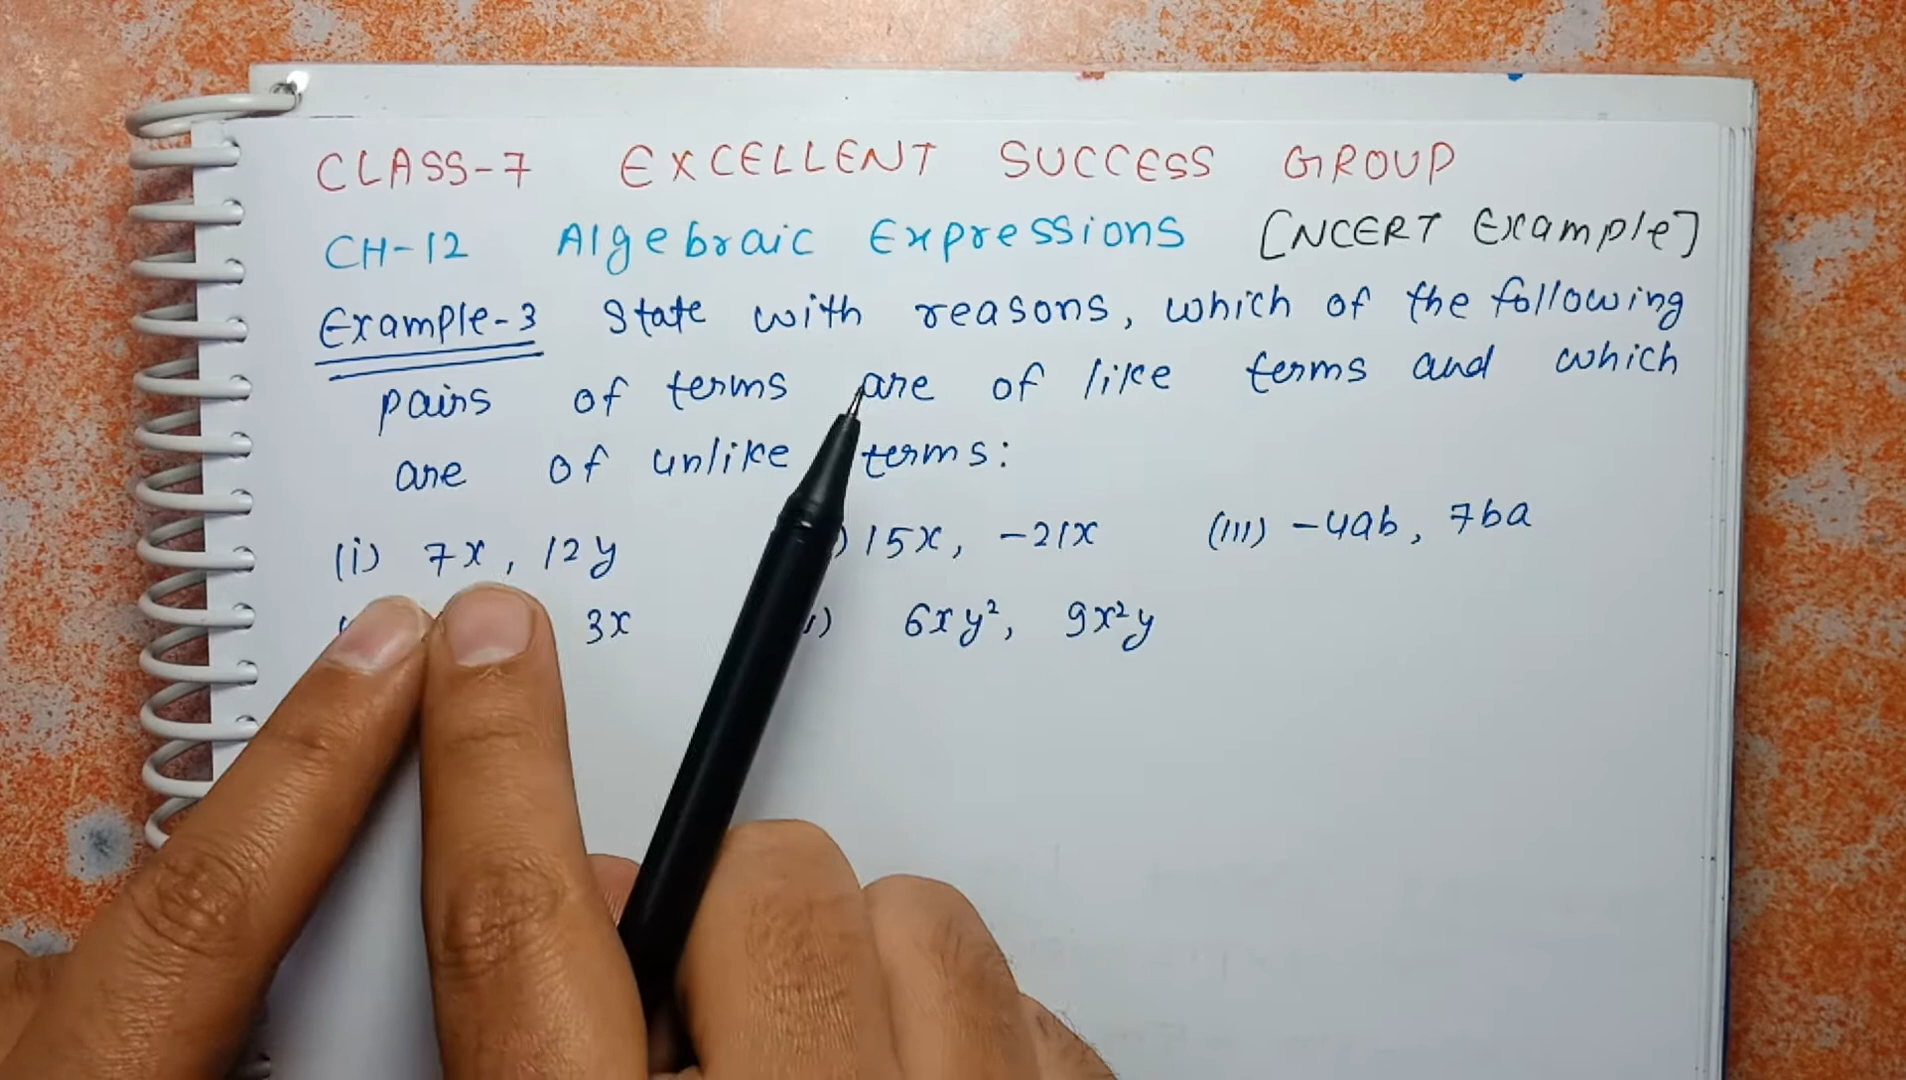 CLASS-7 EXCELLENT SUCCESS GROUP
CH-12 Algebraic Expressions [NCERT Example]
Example-3 State with reasons, which of the following
pairs of terms are of like terms and which
are of unlike terms:
(i) 7x, 12y ) 15x, -21x (iii) -4ab, 7ba
3x ) 6xy², 9x²y